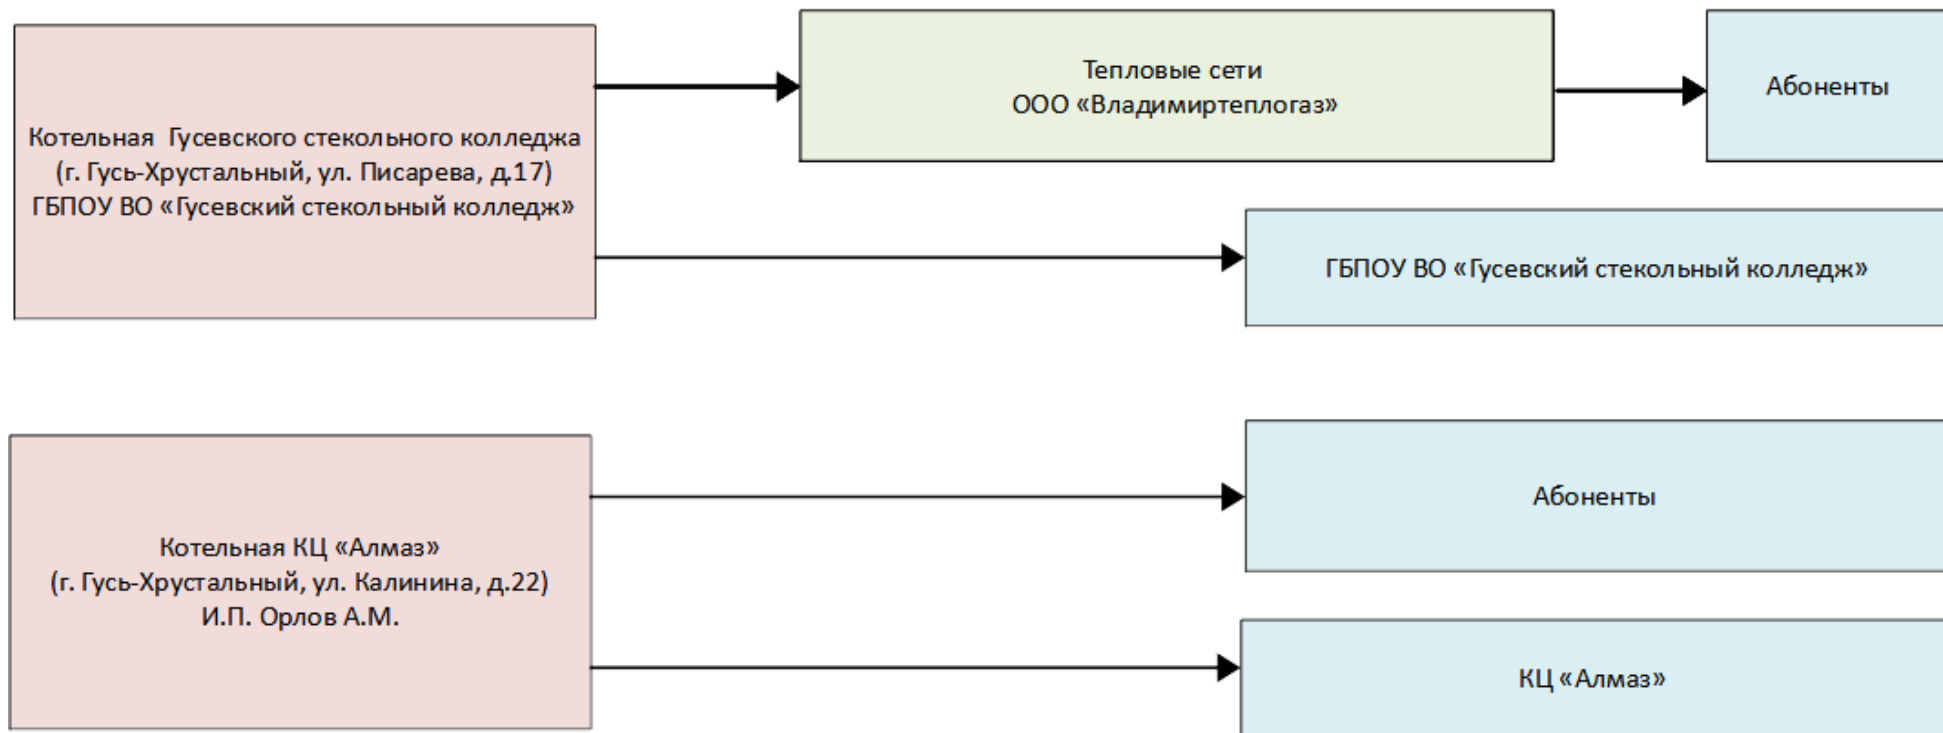 Котельная Гусевского стекольного колледжа
(г. Гусь-Хрустальный, ул. Писарева, д.17)
ГБПОУ ВО «Гусевский стекольный колледж»
Тепловые сети
ООО «Владимиртеплогаз»
Абоненты
ГБПОУ ВО «Гусевский стекольный колледж»
Котельная КЦ «Алмаз»
(г. Гусь-Хрустальный, ул. Калинина, д.22)
И.П. Орлов А.М.
Абоненты
КЦ «Алмаз»